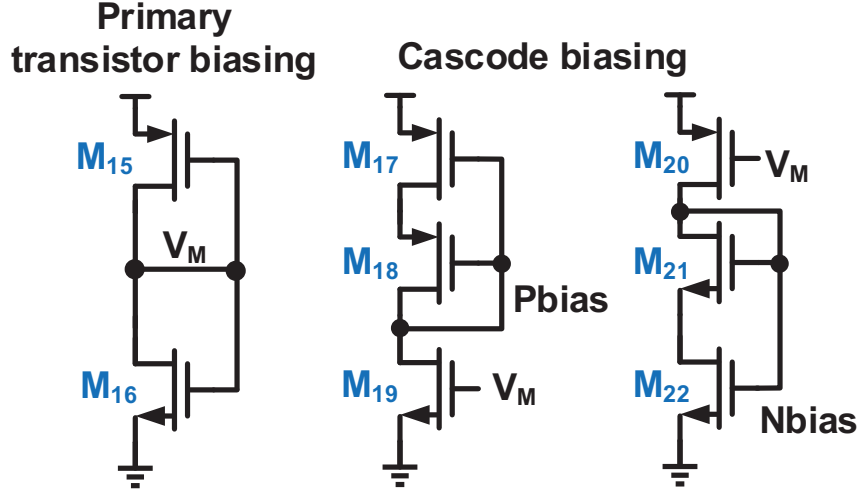 Primary
transistor biasing
Cascode biasing
M15
VM
M16
M17
M18
Pbias
M19
VM
M20
VM
M21
M22
Nbias